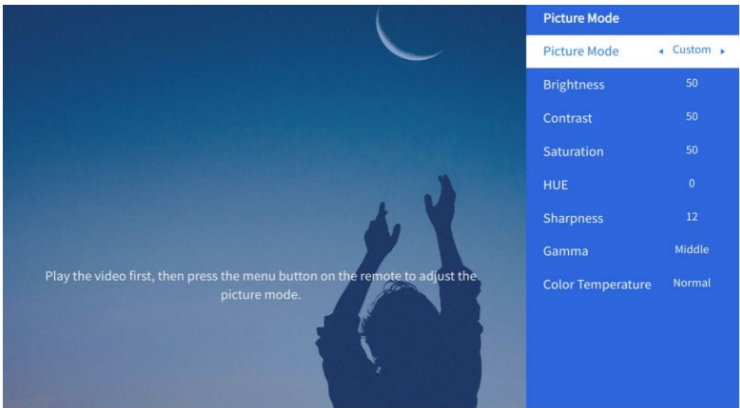 Picture Mode
Picture Mode ◂ Custom ▸
Brightness 50
Contrast 50
Saturation 50
HUE 0
Sharpness 12
Gamma Middle
Color Temperature Normal
Play the video first, then press the menu button on the remote to adjust the
picture mode.